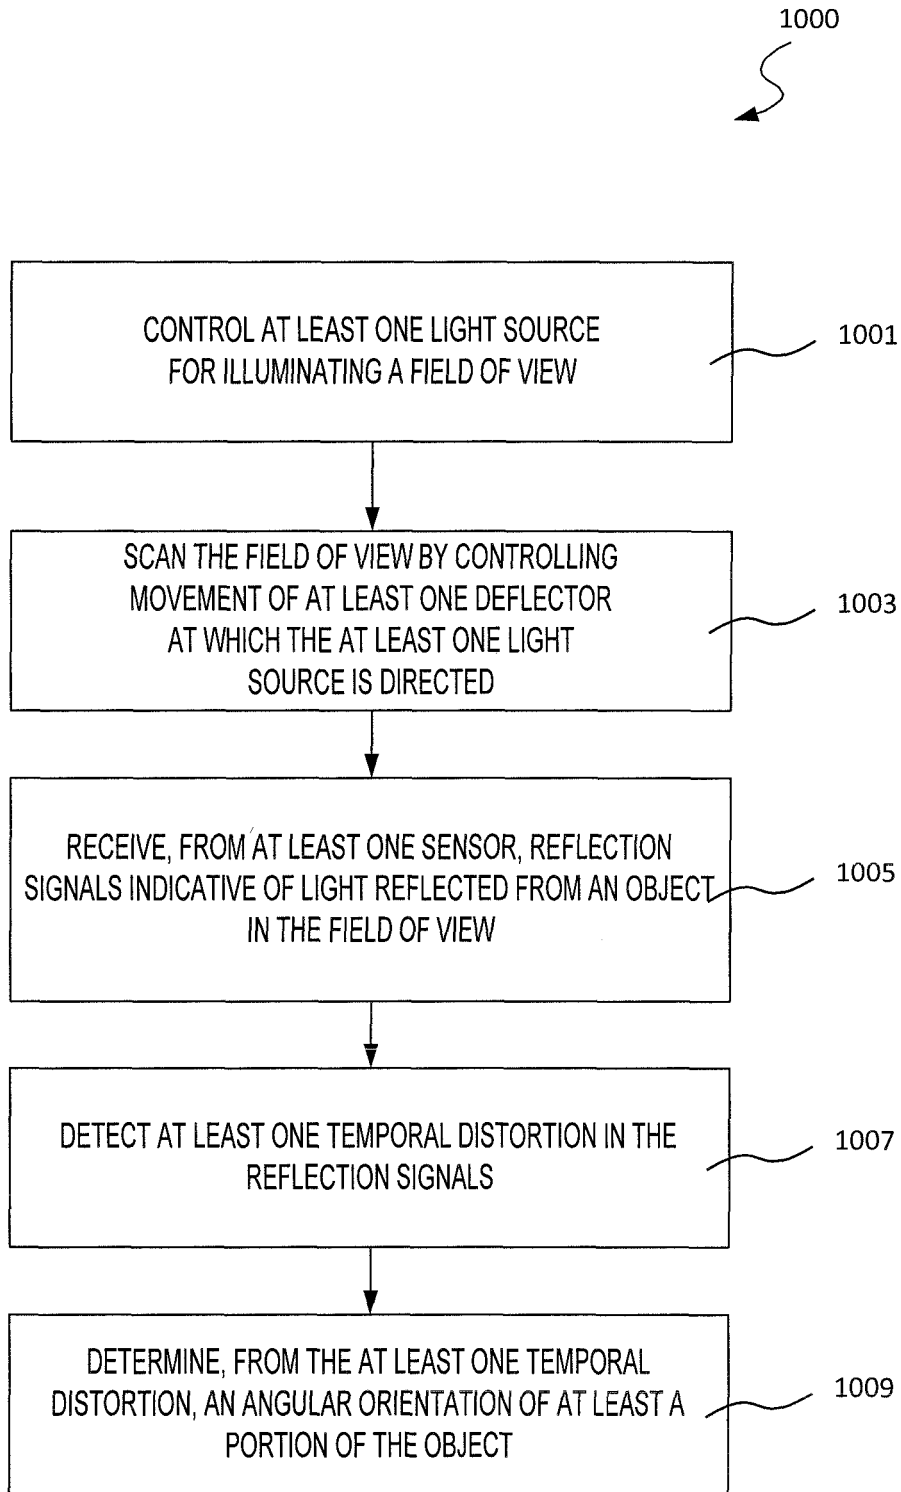 1000
CONTROL AT LEAST ONE LIGHT SOURCE
FOR ILLUMINATING A FIELD OF VIEW
1001
SCAN THE FIELD OF VIEW BY CONTROLLING
MOVEMENT OF AT LEAST ONE DEFLECTOR
AT WHICH THE AT LEAST ONE LIGHT
SOURCE IS DIRECTED
1003
RECEIVE, FROM AT LEAST ONE SENSOR, REFLECTION
SIGNALS INDICATIVE OF LIGHT REFLECTED FROM AN OBJECT
IN THE FIELD OF VIEW
1005
DETECT AT LEAST ONE TEMPORAL DISTORTION IN THE
REFLECTION SIGNALS
1007
DETERMINE, FROM THE AT LEAST ONE TEMPORAL
DISTORTION, AN ANGULAR ORIENTATION OF AT LEAST A
PORTION OF THE OBJECT
1009